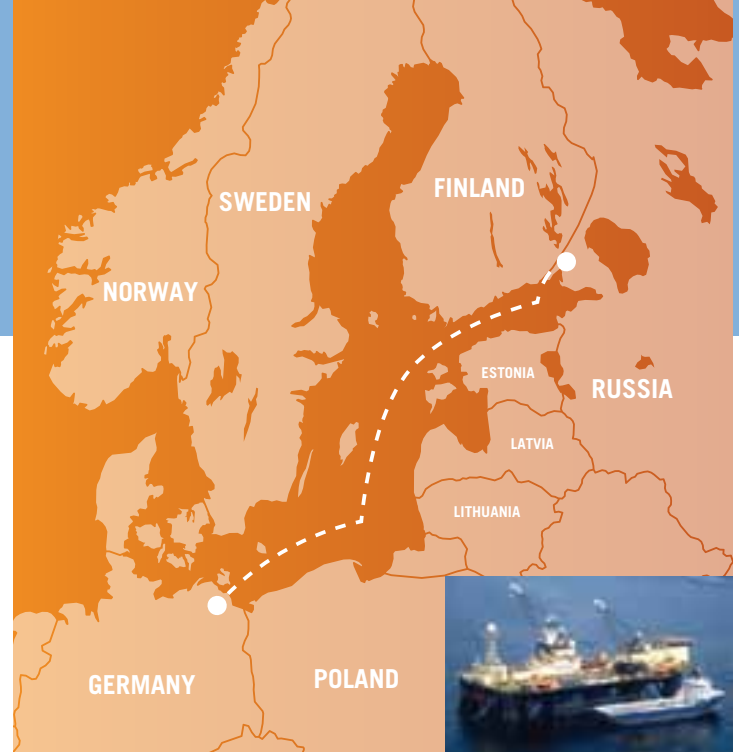 SWEDEN
FINLAND
NORWAY
ESTONIA
RUSSIA
LATVIA
LITHUANIA
GERMANY
POLAND